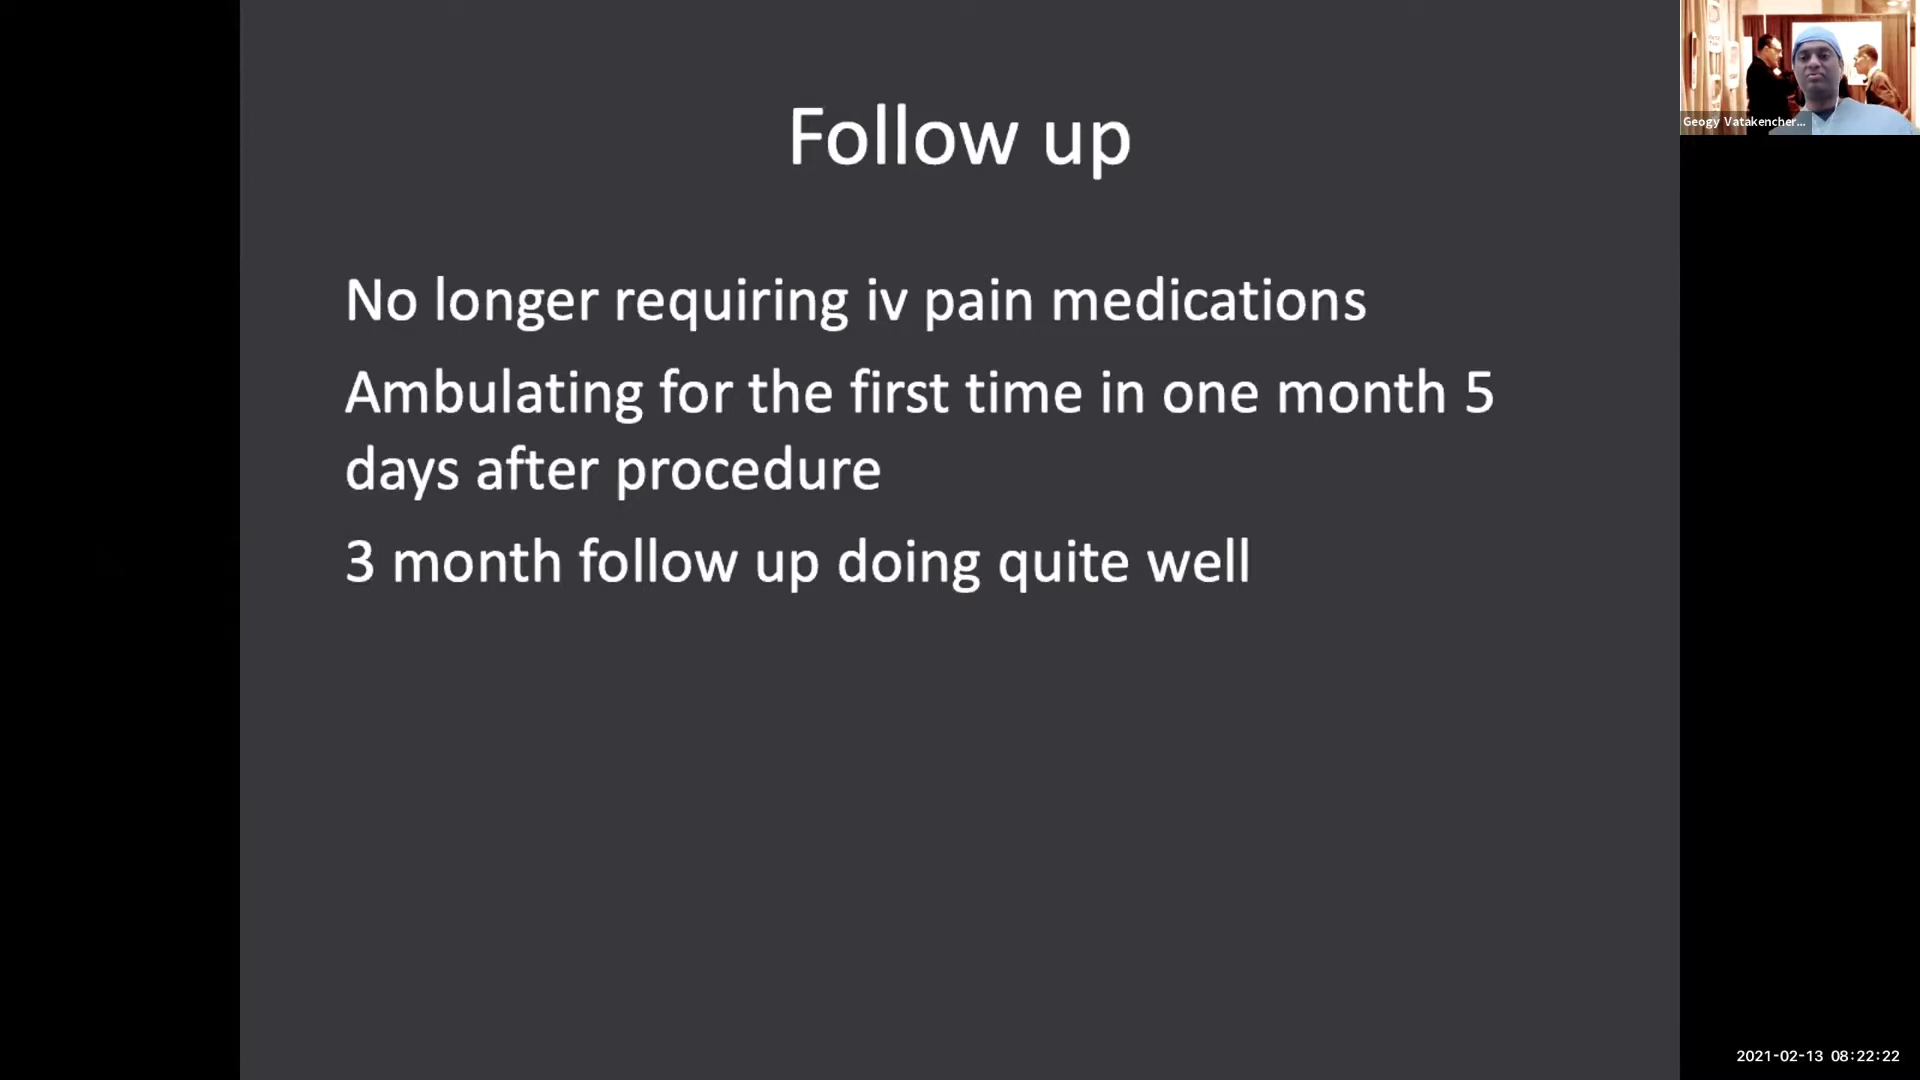 Follow up
No longer requiring iv pain medications
Ambulating for the first time in one month 5
days after procedure
3 month follow up doing quite well
Geogy Vatakencher...
2021-02-13 08:22:22